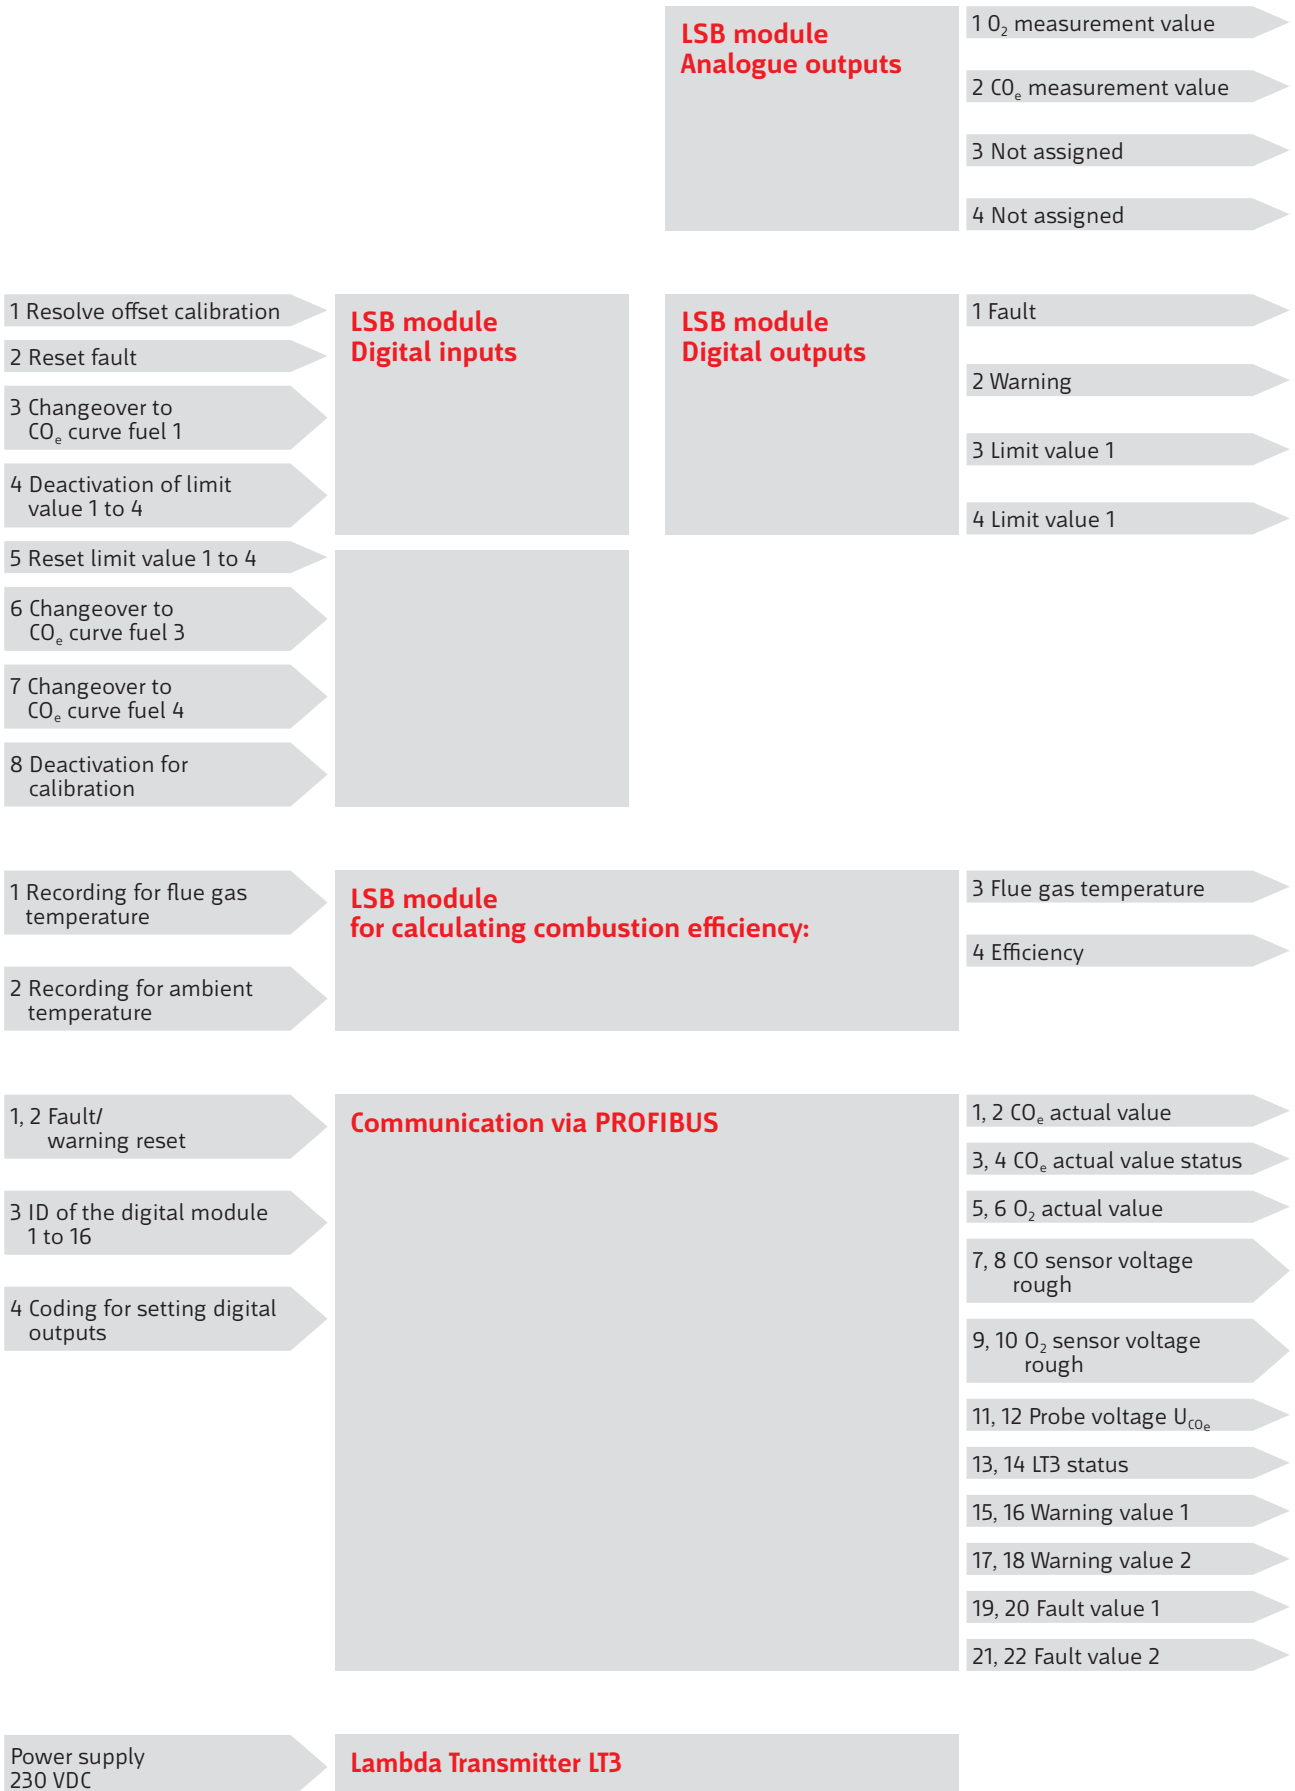 LSB module
Analogue outputs
1 O₂ measurement value
2 COₑ measurement value
3 Not assigned
4 Not assigned
1 Resolve offset calibration
2 Reset fault
3 Changeover to
COₑ curve fuel 1
4 Deactivation of limit
value 1 to 4
5 Reset limit value 1 to 4
6 Changeover to
COₑ curve fuel 3
7 Changeover to
COₑ curve fuel 4
8 Deactivation for
calibration
LSB module
Digital inputs
LSB module
Digital outputs
1 Fault
2 Warning
3 Limit value 1
4 Limit value 1
1 Recording for flue gas
temperature
2 Recording for ambient
temperature
LSB module
for calculating combustion efficiency:
3 Flue gas temperature
4 Efficiency
1, 2 Fault/
warning reset
3 ID of the digital module
1 to 16
4 Coding for setting digital
outputs
Communication via PROFIBUS
1, 2 COₑ actual value
3, 4 COₑ actual value status
5, 6 O₂ actual value
7, 8 CO sensor voltage
rough
9, 10 O₂ sensor voltage
rough
11, 12 Probe voltage U_COₑ
13, 14 LT3 status
15, 16 Warning value 1
17, 18 Warning value 2
19, 20 Fault value 1
21, 22 Fault value 2
Power supply
230 VDC
Lambda Transmitter LT3